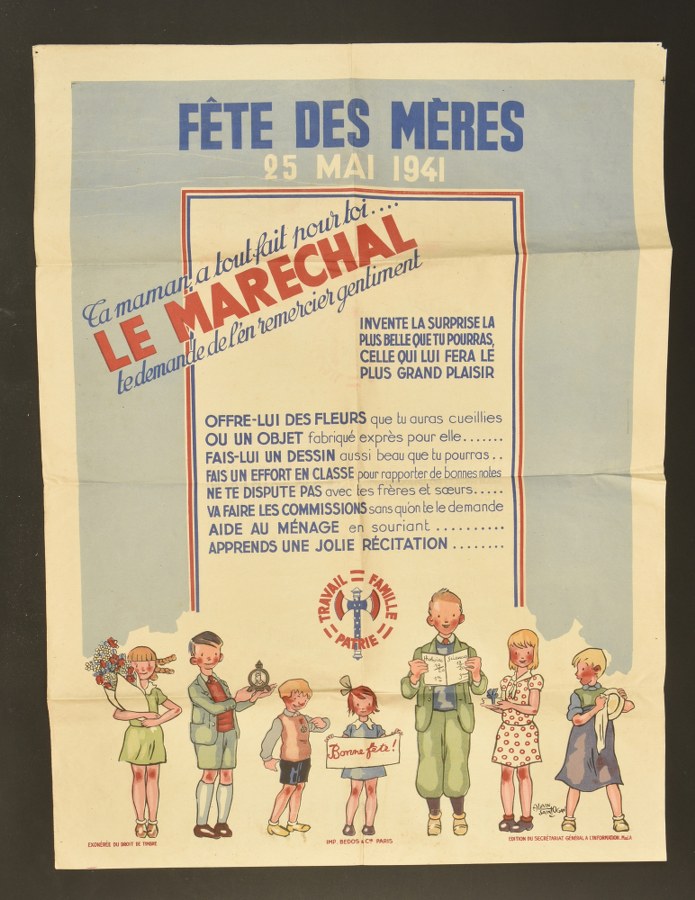 FÊTE DES MÈRES
25 MAI 1941
Ta maman a tout fait pour toi....
LE MARECHAL
te demande de l'en remercier gentiment
INVENTE LA SURPRISE LA
PLUS BELLE QUE TU POURRAS,
CELLE QUI LUI FERA LE
PLUS GRAND PLAISIR
OFFRE-LUI DES FLEURS que tu auras cueillies
OU UN OBJET fabriqué exprès pour elle.......
FAIS-LUI UN DESSIN aussi beau que tu pourras..
FAIS UN EFFORT EN CLASSE pour rapporter de bonnes notes
NE TE DISPUTE PAS avec tes frères et sœurs.....
VA FAIRE LES COMMISSIONS sans qu'on te le demande
AIDE AU MÉNAGE en souriant ..........
APPRENDS UNE JOLIE RÉCITATION ........
TRAVAIL FAMILLE
PATRIE
Bonne fête!
ALAIN
SAINT-OGAN
EXONÉRÉE DU DROIT DE TIMBRE
IMP. BEDOS & Cie PARIS
EDITION DU SECRÉTARIAT-GÉNÉRAL A L'INFORMATION